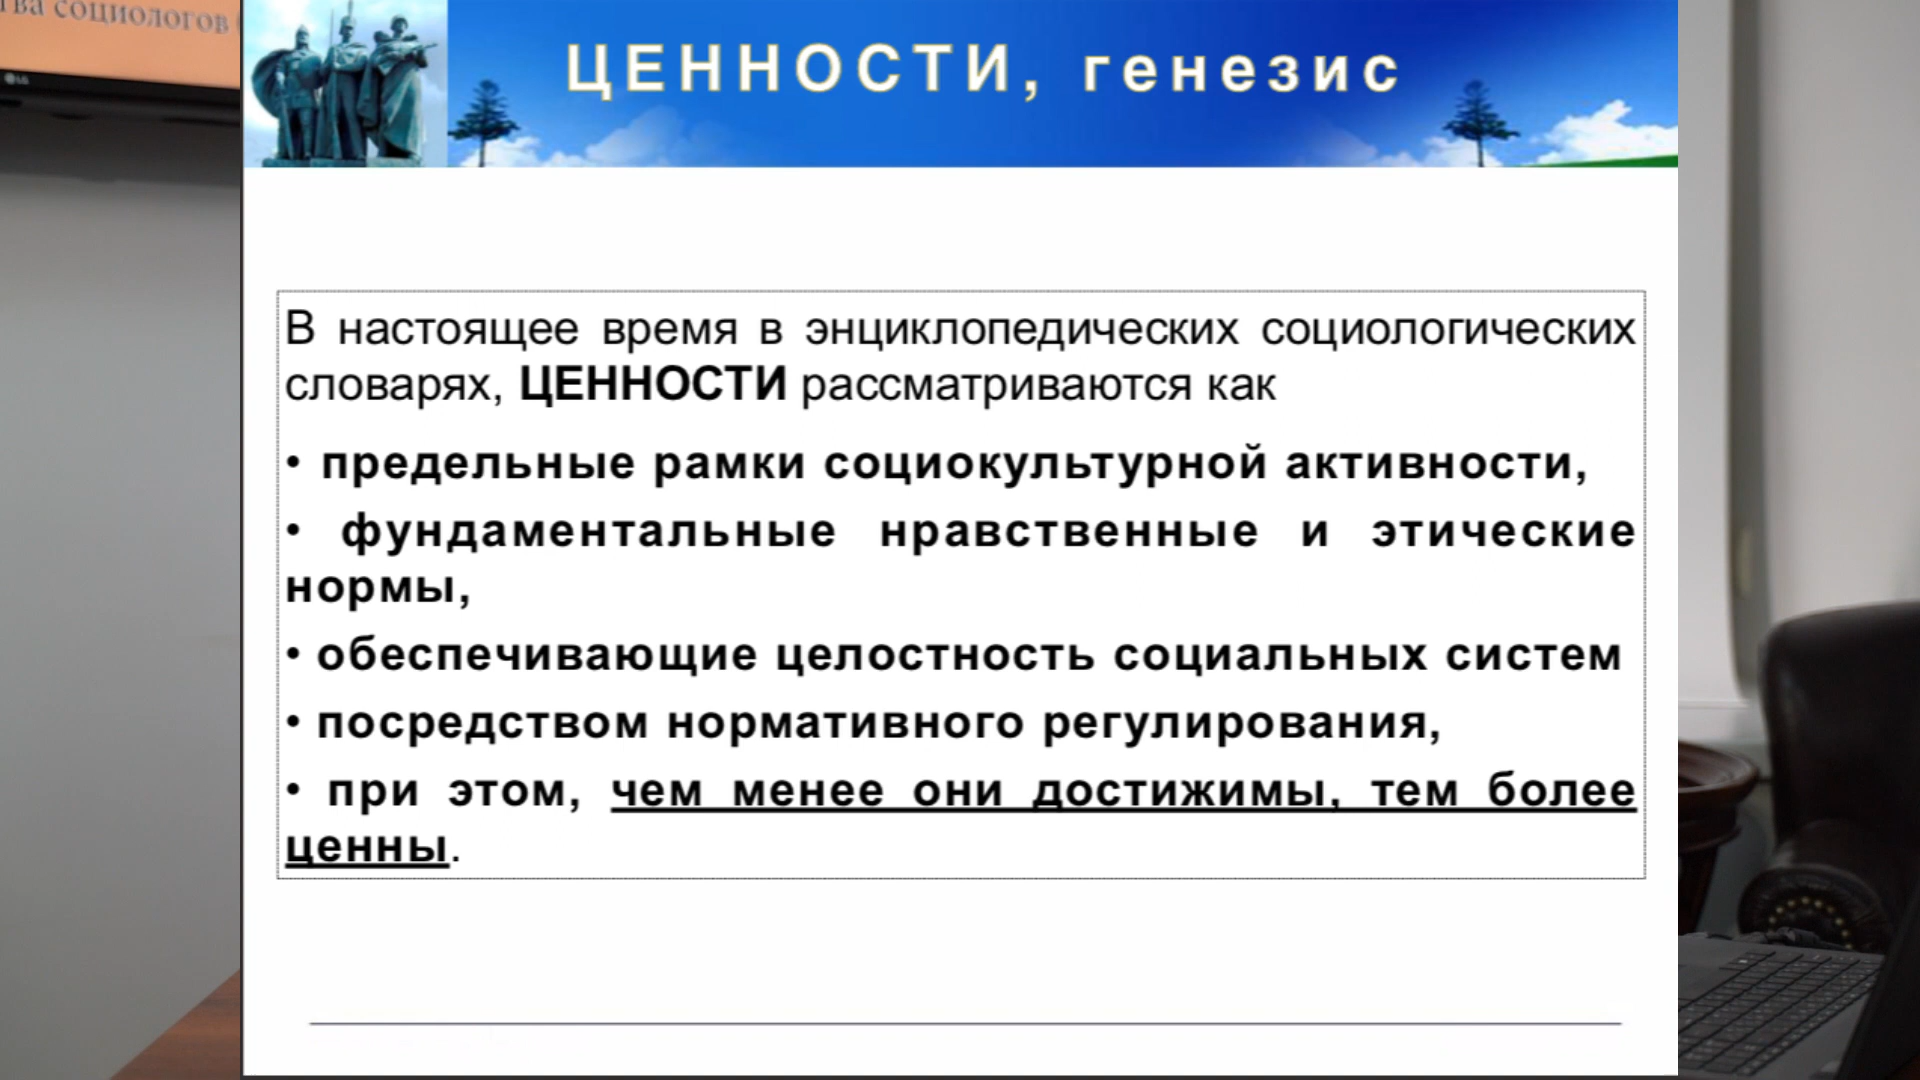 социологов
LG
ЦЕННОСТИ, генезис
В настоящее время в энциклопедических социологических
словарях, ЦЕННОСТИ рассматриваются как
• предельные рамки социокультурной активности,
• фундаментальные нравственные и этические
нормы,
• обеспечивающие целостность социальных систем
• посредством нормативного регулирования,
• при этом, чем менее они достижимы, тем более
ценны.